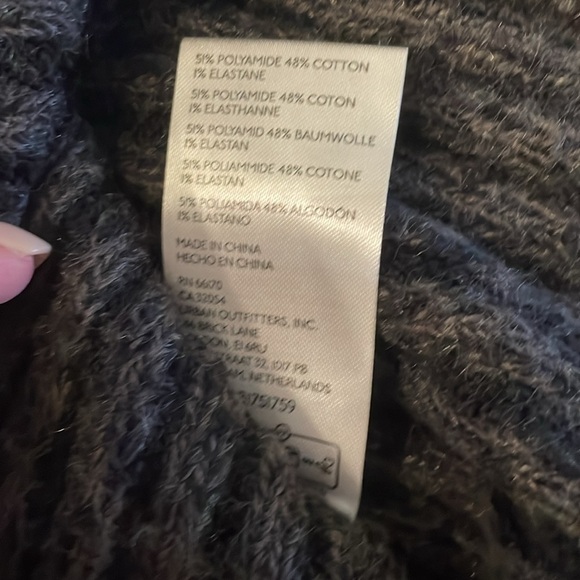 51% POLYAMIDE 48% COTTON
1% ELASTANE
51% POLYAMIDE 48% COTON
1% ELASTHANNE
51% POLYAMID 48% BAUMWOLLE
1% ELASTAN
51% POLIAMMIDE 48% COTONE
1% ELASTAN
51% POLIAMIDA 48% ALGODÓN
1% ELASTANO
MADE IN CHINA
HECHO EN CHINA
RN 66170
CA 32054
URBAN OUTFITTERS, INC.
BRICK LANE
E1 6RU
32, 1017 PB
NETHERLANDS
751759